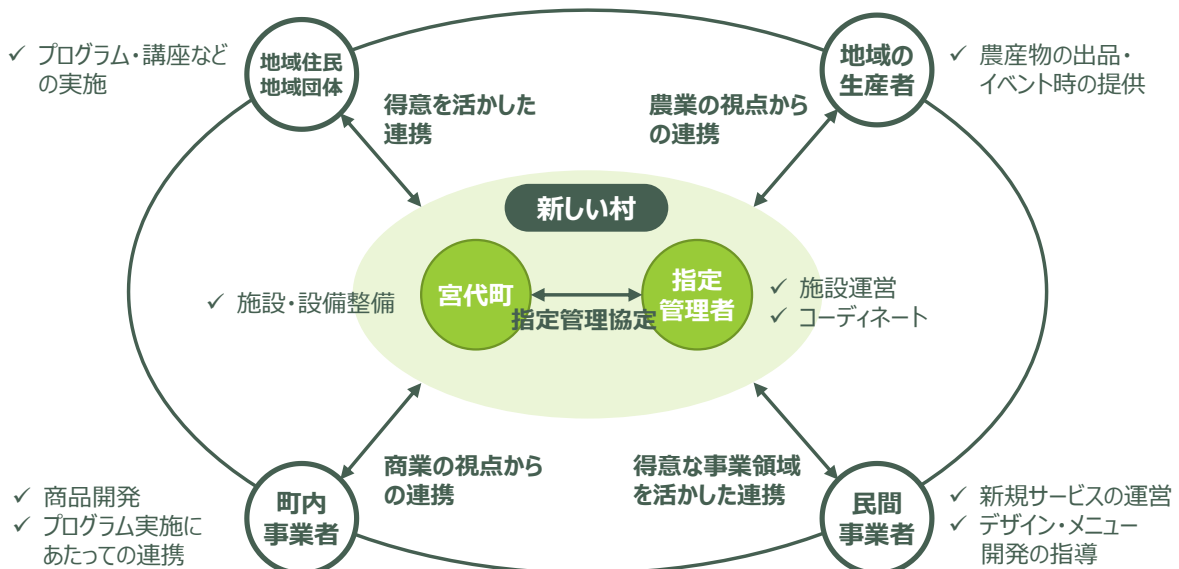 ✓ プログラム・講座など
の実施
地域住民
地域団体
地域の
生産者
✓ 農産物の出品・
イベント時の提供
得意を活かした
連携
農業の視点から
の連携
新しい村
✓ 施設・設備整備
宮代町
指定管理協定
指定
管理者
✓ 施設運営
✓ コーディネート
商業の視点から
の連携
得意な事業領域
を活かした連携
✓ 商品開発
✓ プログラム実施に
あたっての連携
町内
事業者
民間
事業者
✓ 新規サービスの運営
✓ デザイン・メニュー
開発の指導